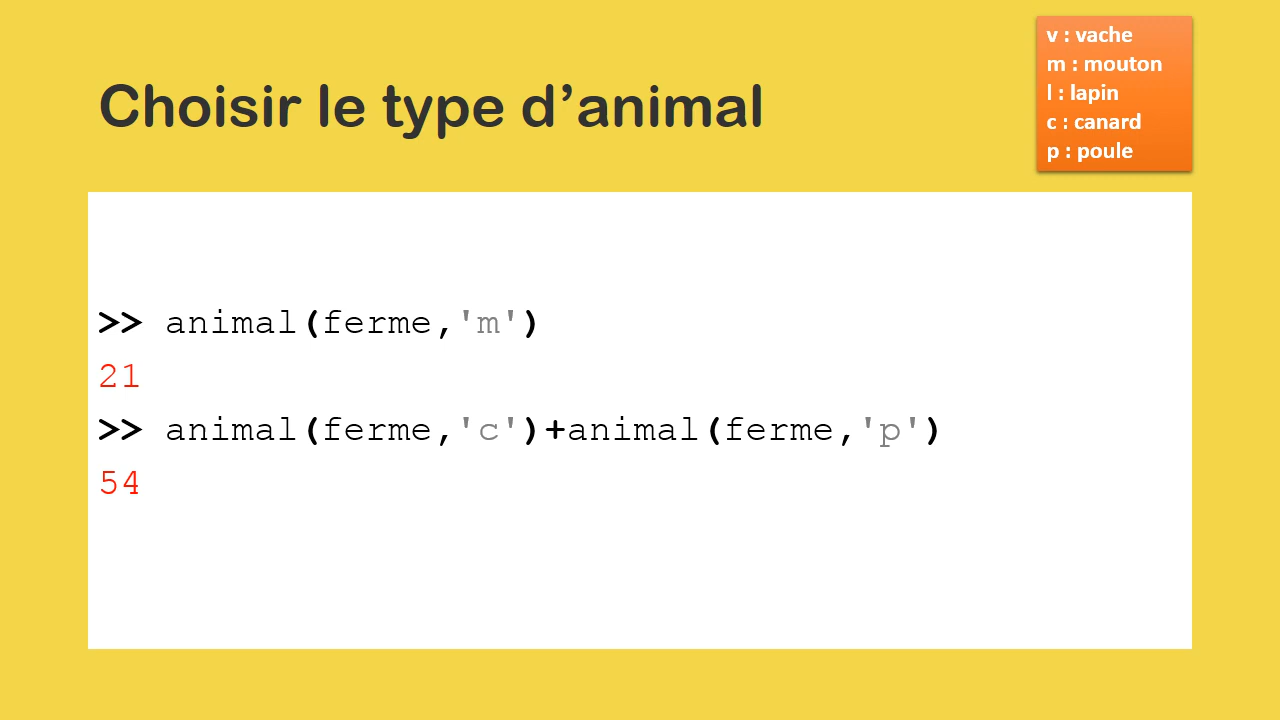 Choisir le type d’animal
v : vache
m : mouton
l : lapin
c : canard
p : poule
>> animal(ferme,'m')
21
>> animal(ferme,'c')+animal(ferme,'p')
54